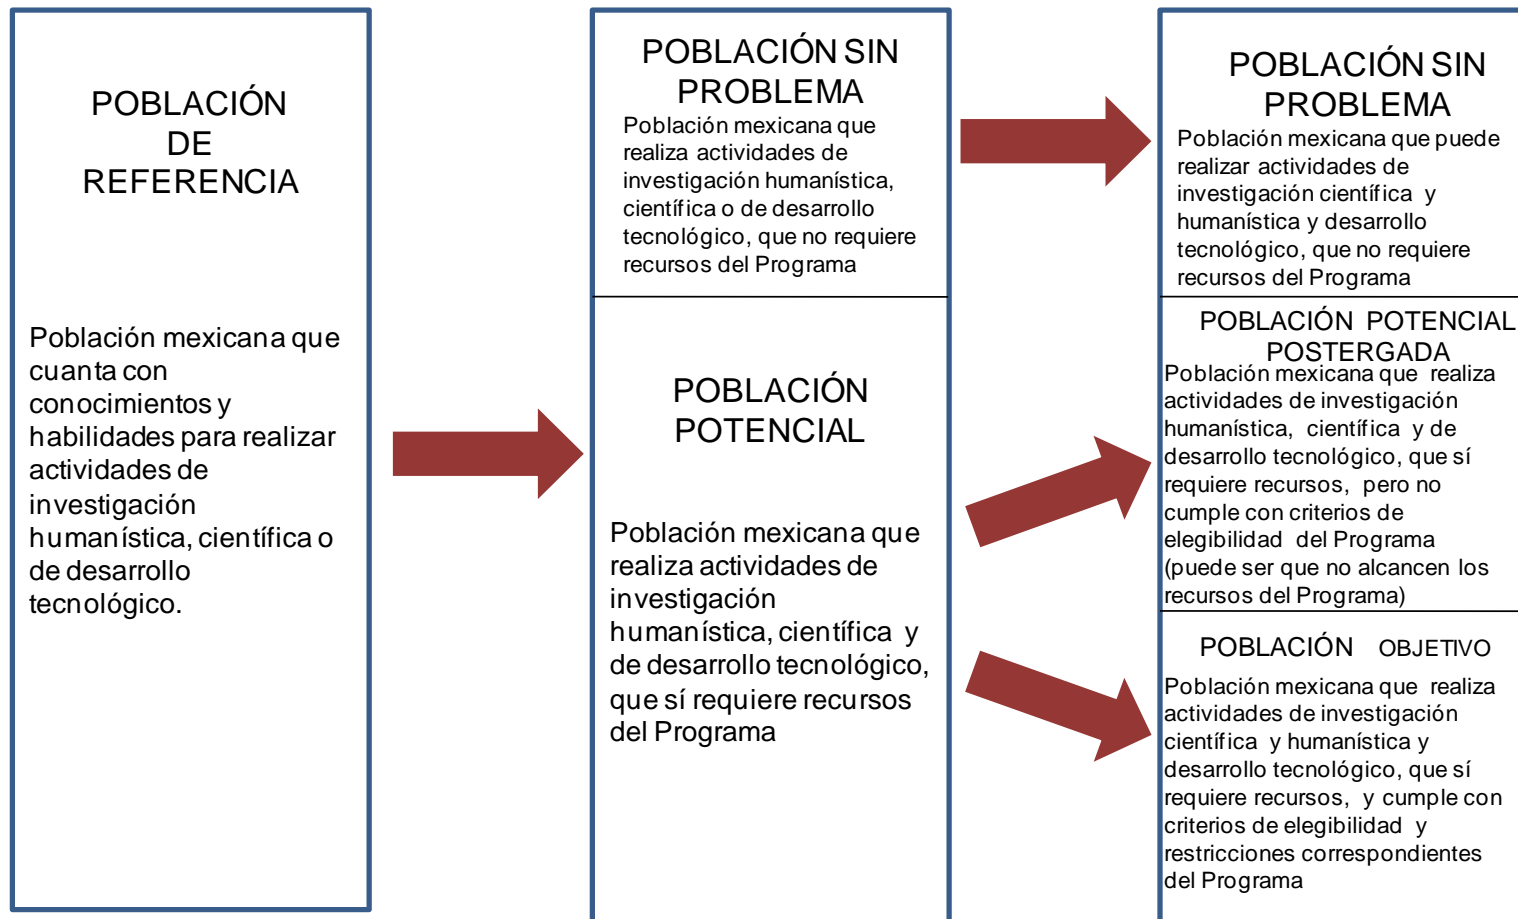 POBLACIÓN
DE
REFERENCIA
Población mexicana que
cuanta con
conocimientos y
habilidades para realizar
actividades de
investigación
humanística, científica o
de desarrollo
tecnológico.
POBLACIÓN SIN
PROBLEMA
Población mexicana que
realiza actividades de
investigación humanística,
científica o de desarrollo
tecnológico, que no requiere
recursos del Programa
POBLACIÓN
POTENCIAL
Población mexicana que
realiza actividades de
investigación
humanística, científica y
de desarrollo tecnológico,
que sí requiere recursos
del Programa
POBLACIÓN SIN
PROBLEMA
Población mexicana que puede
realizar actividades de
investigación científica y
humanística y desarrollo
tecnológico, que no requiere
recursos del Programa
POBLACIÓN POTENCIAL
POSTERGADA
Población mexicana que realiza
actividades de investigación
humanística, científica y de
desarrollo tecnológico, que sí
requiere recursos, pero no
cumple con criterios de
elegibilidad del Programa
(puede ser que no alcancen los
recursos del Programa)
POBLACIÓN OBJETIVO
Población mexicana que realiza
actividades de investigación
científica y humanística y
desarrollo tecnológico, que sí
requiere recursos, y cumple con
criterios de elegibilidad y
restricciones correspondientes
del Programa